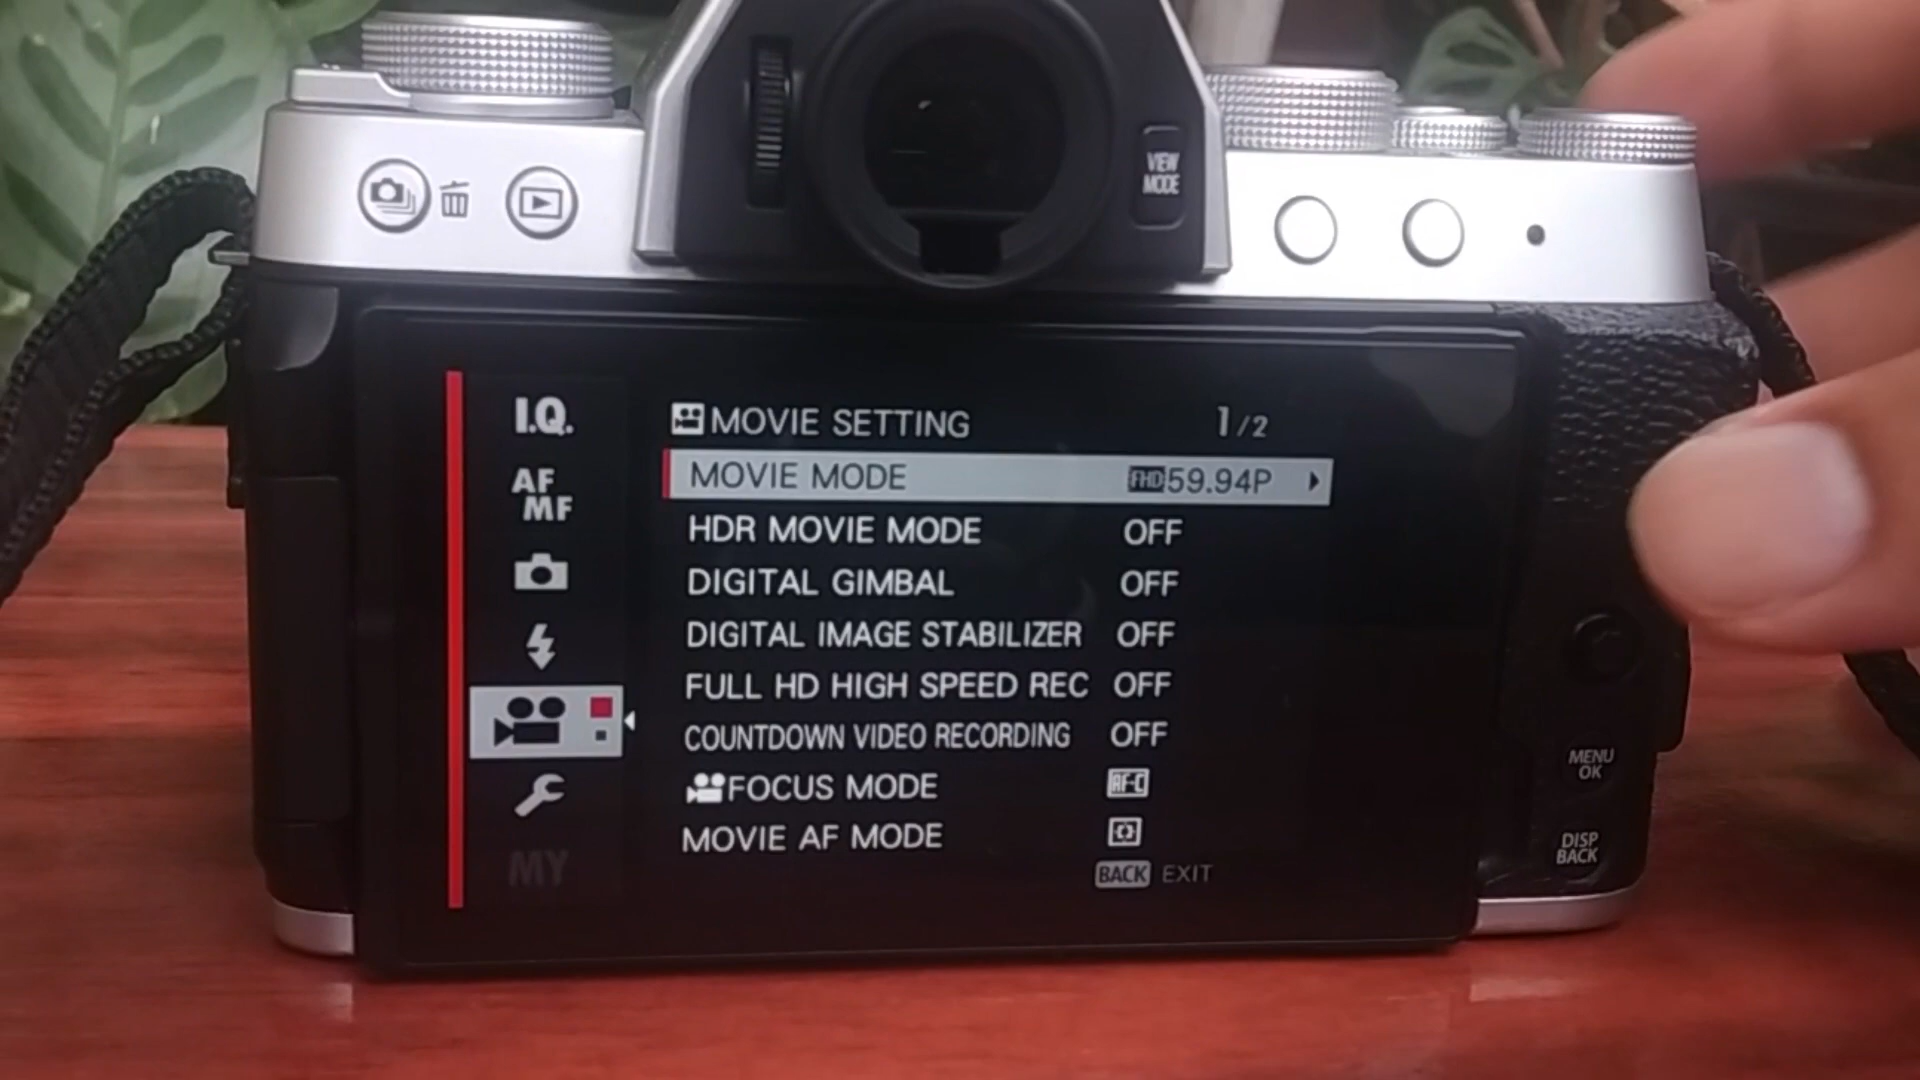 VIEW
MODE
I.Q.
AF
MF
MY
MOVIE SETTING 1/2
MOVIE MODE FHD 59.94P
HDR MOVIE MODE OFF
DIGITAL GIMBAL OFF
DIGITAL IMAGE STABILIZER OFF
FULL HD HIGH SPEED REC OFF
COUNTDOWN VIDEO RECORDING OFF
FOCUS MODE AF-C
MOVIE AF MODE
BACK EXIT
MENU
OK
DISP
BACK